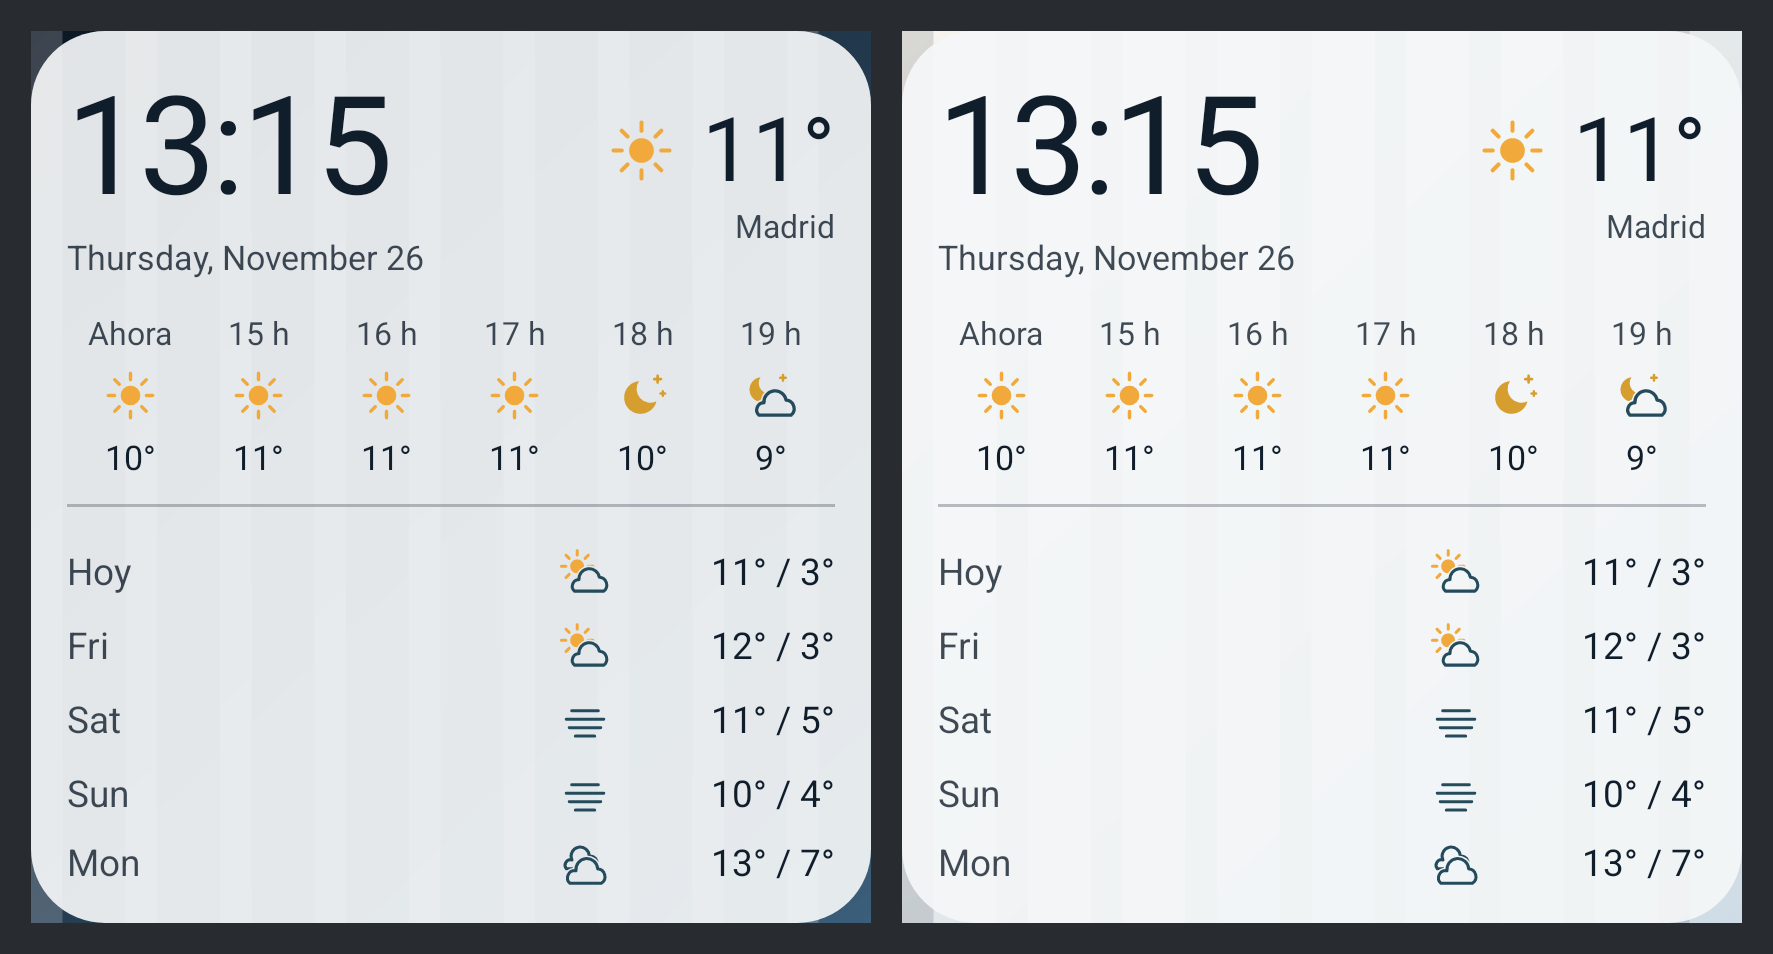 13:15
11°
Madrid
Thursday, November 26
Ahora 15 h 16 h 17 h 18 h 19 h
10° 11° 11° 11° 10° 9°
Hoy 11° / 3°
Fri 12° / 3°
Sat 11° / 5°
Sun 10° / 4°
Mon 13° / 7°
13:15
11°
Madrid
Thursday, November 26
Ahora 15 h 16 h 17 h 18 h 19 h
10° 11° 11° 11° 10° 9°
Hoy 11° / 3°
Fri 12° / 3°
Sat 11° / 5°
Sun 10° / 4°
Mon 13° / 7°